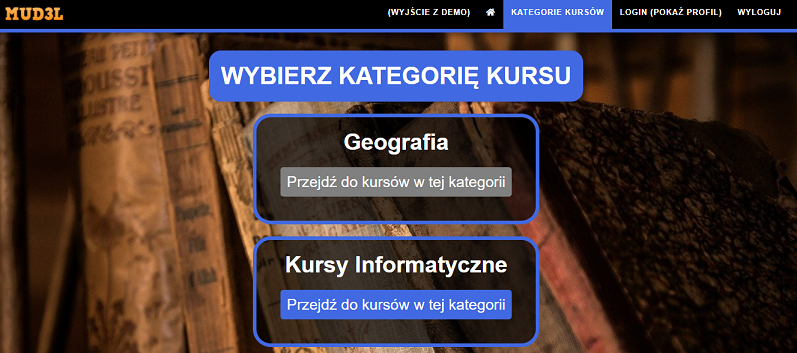 MUD3L
(WYJŚCIE Z DEMO) KATEGORIE KURSÓW LOGIN (POKAŻ PROFIL) WYLOGUJ
WYBIERZ KATEGORIĘ KURSU
Geografia
Przejdź do kursów w tej kategorii
Kursy Informatyczne
Przejdź do kursów w tej kategorii